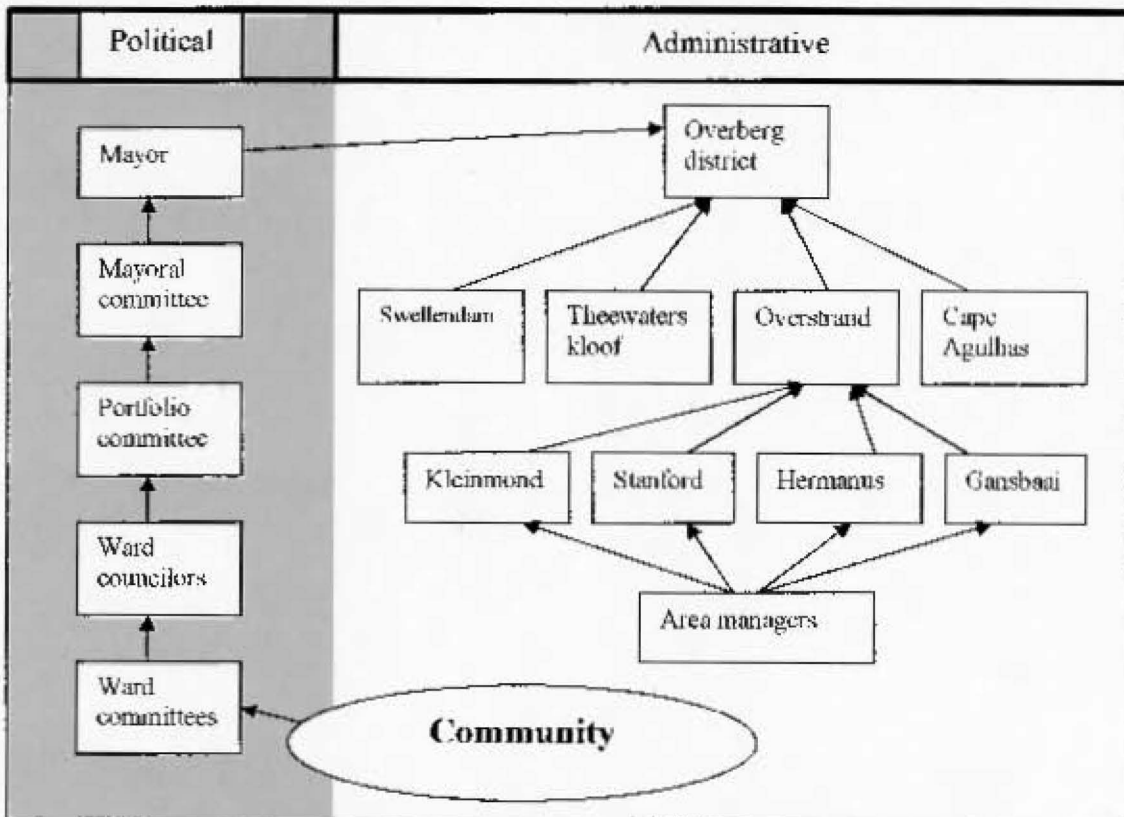 Political
Administrative
Mayor
Overberg
district
Mayoral
committee
Swellendam
Theewaters
kloof
Overstrand
Cape
Agulhas
Portfolio
committee
Kleinmond
Stanford
Hermanus
Gansbaai
Ward
councilors
Area managers
Ward
committees
Community